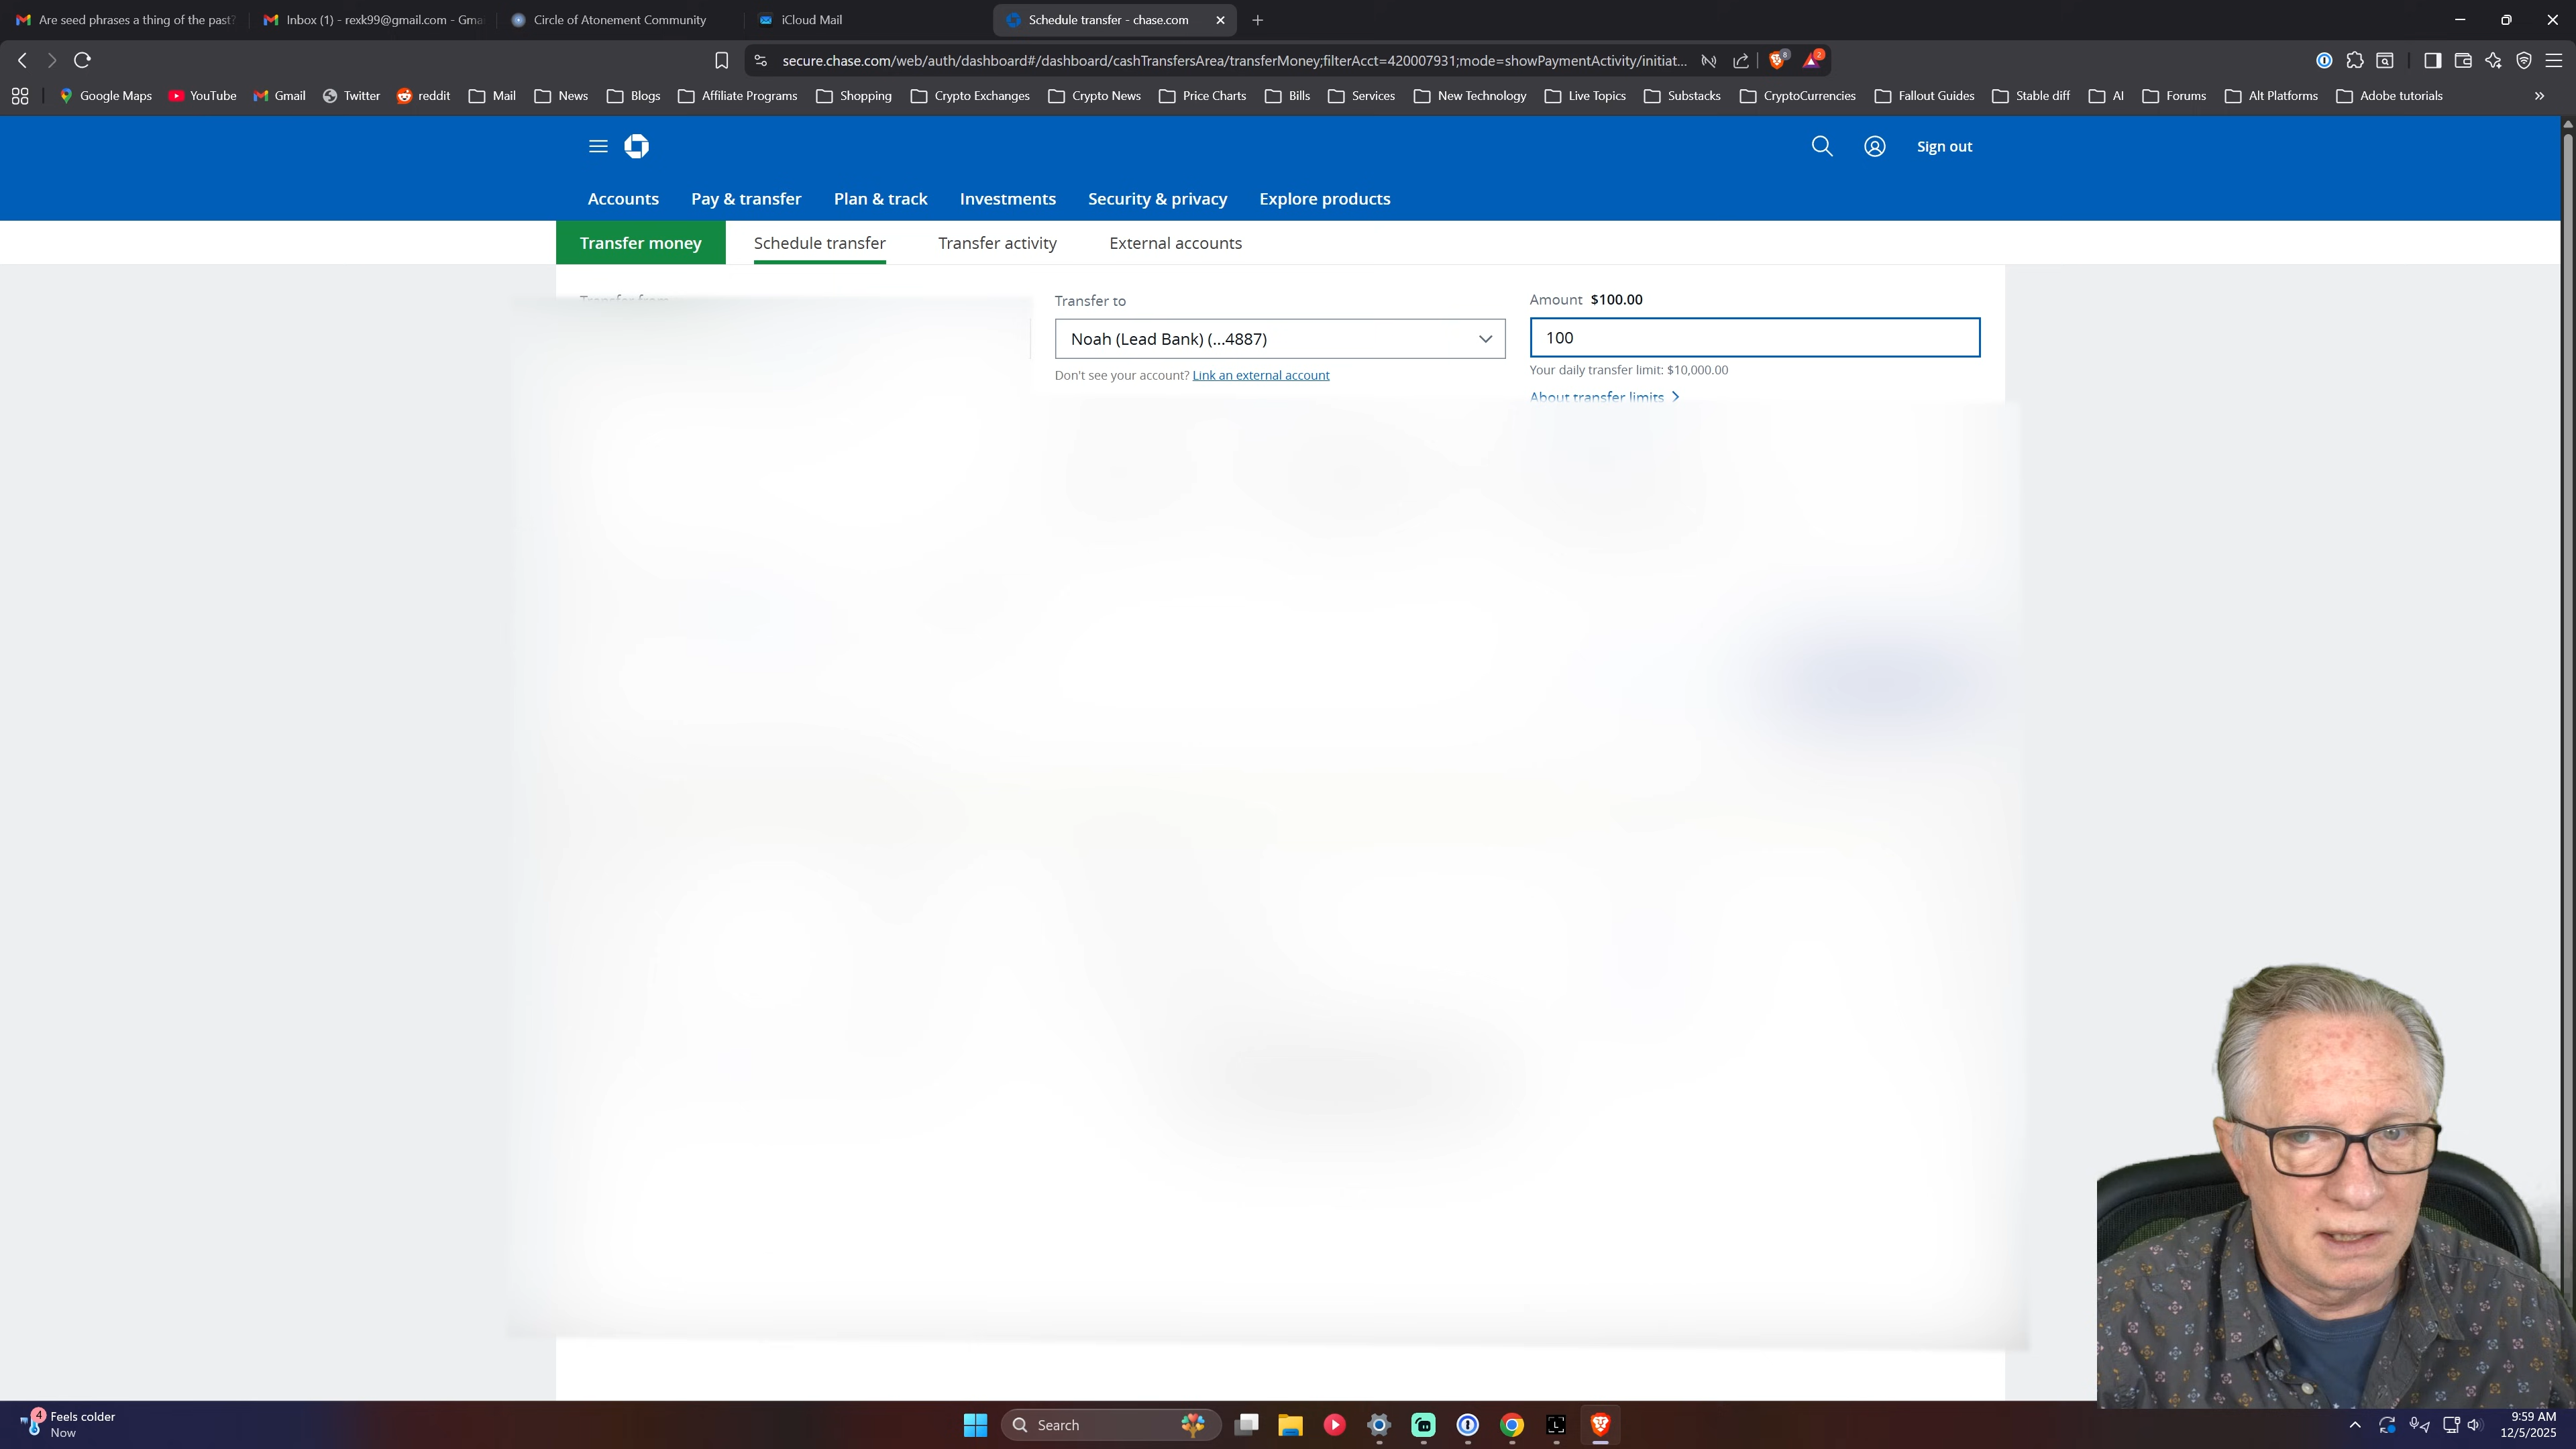 Are seed phrases a thing of the past?
Inbox (1) - rexk99@gmail.com - Gma
Circle of Atonement Community
iCloud Mail
Schedule transfer - chase.com
secure.chase.com/web/auth/dashboard#/dashboard/cashTransfersArea/transferMoney;filterAcct=420007931;mode=showPaymentActivity/initiat...
8
2
Google Maps YouTube Gmail Twitter reddit Mail News Blogs Affiliate Programs Shopping Crypto Exchanges Crypto News Price Charts Bills Services New Technology Live Topics Substacks CryptoCurrencies Fallout Guides Stable diff AI Forums Alt Platforms Adobe tutorials
Sign out
Accounts Pay & transfer Plan & track Investments Security & privacy Explore products
Transfer money Schedule transfer Transfer activity External accounts
Transfer from
Transfer to
Amount $100.00
Noah (Lead Bank) (...4887)
100
Don't see your account? Link an external account
Your daily transfer limit: $10,000.00
About transfer limits
4
Feels colder
Now
Search
9:59 AM
12/5/2025